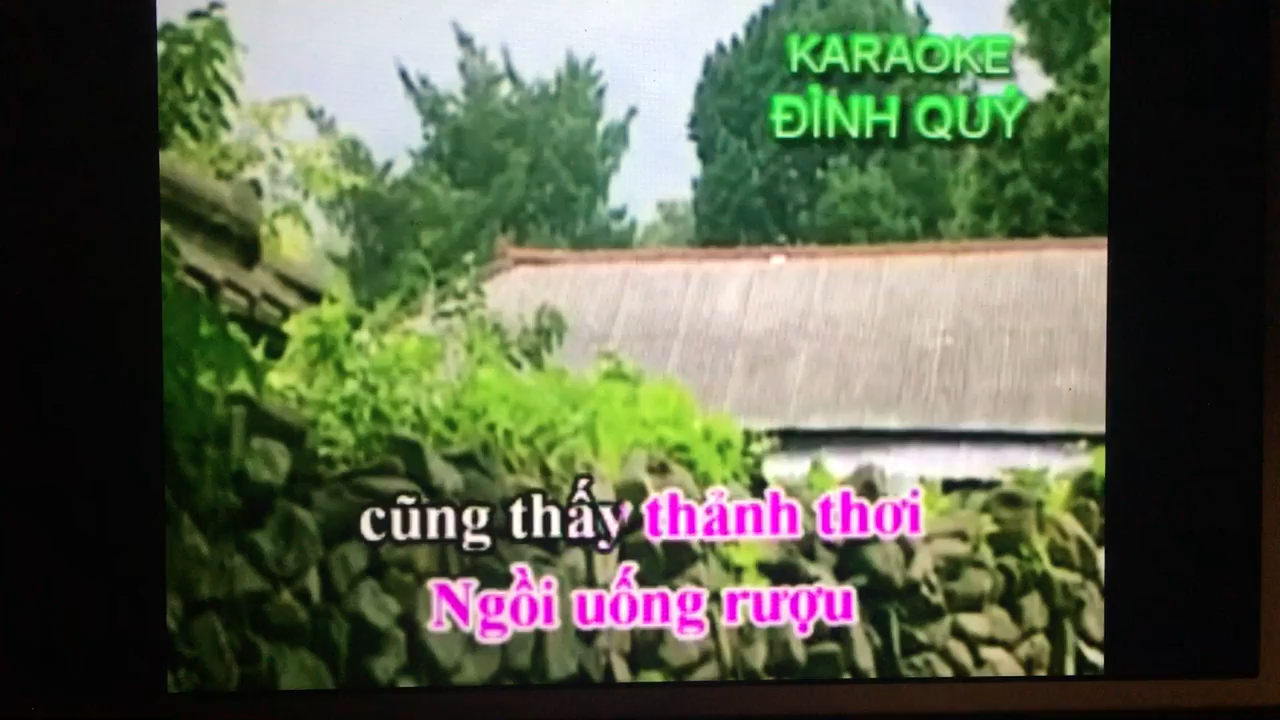 KARAOKE
ĐÌNH QUÝ
cũng thấy thảnh thơi
Ngồi uống rượu